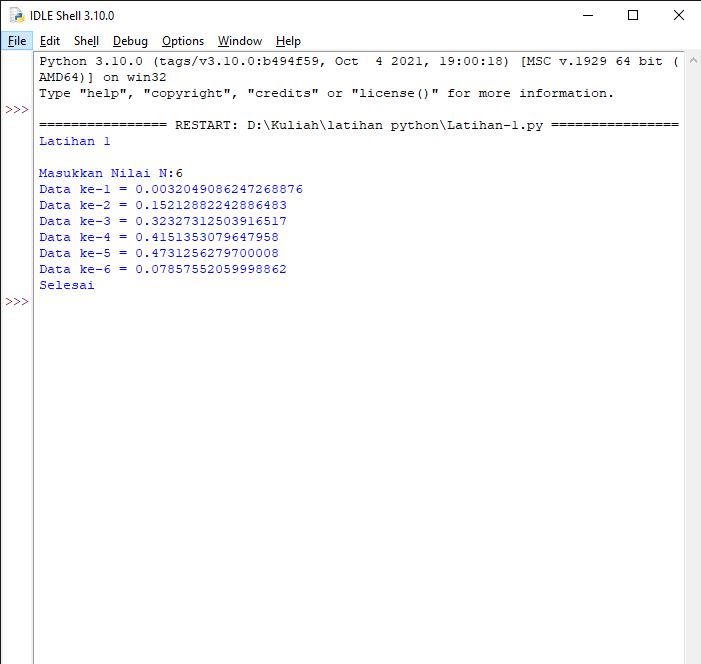 IDLE Shell 3.10.0
File Edit Shell Debug Options Window Help
Python 3.10.0 (tags/v3.10.0:b494f59, Oct  4 2021, 19:00:18) [MSC v.1929 64 bit (
AMD64)] on win32
Type "help", "copyright", "credits" or "license()" for more information.
>>>
================ RESTART: D:\Kuliah\latihan python\Latihan-1.py ================
Latihan 1
Masukkan Nilai N:6
Data ke-1 = 0.0032049086247268876
Data ke-2 = 0.15212882242886483
Data ke-3 = 0.32327312503916517
Data ke-4 = 0.4151353079647958
Data ke-5 = 0.4731256279700008
Data ke-6 = 0.07857552059998862
Selesai
>>>